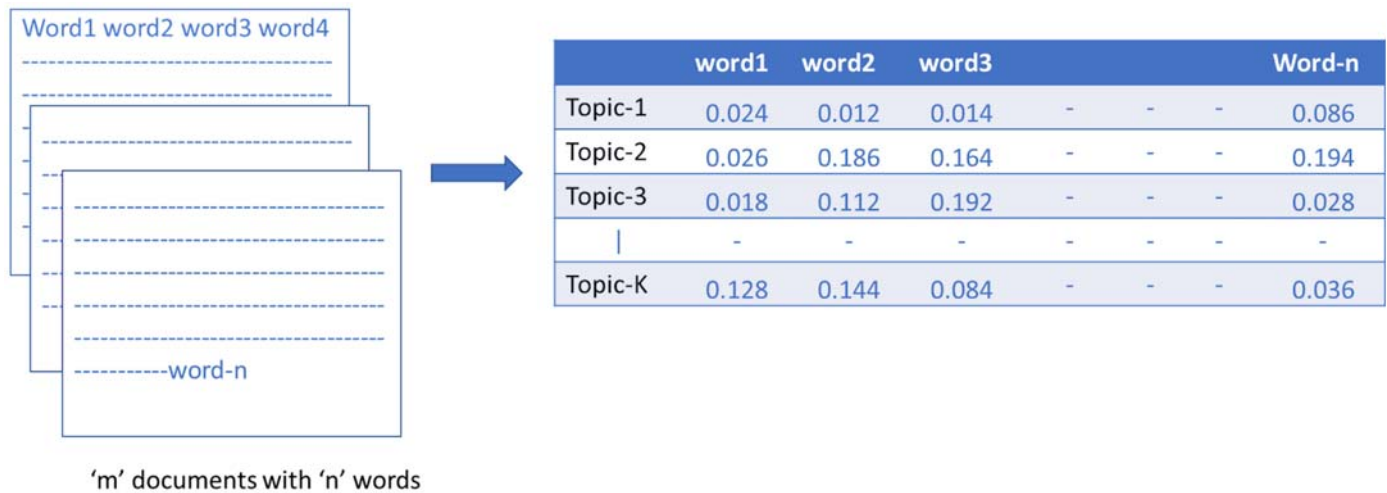 Word1 word2 word3 word4
-----------word-n
'm' documents with 'n' words
word1 word2 word3 Word-n
Topic-1 0.024 0.012 0.014 - - - 0.086
Topic-2 0.026 0.186 0.164 - - - 0.194
Topic-3 0.018 0.112 0.192 - - - 0.028
| - - - - - - -
Topic-K 0.128 0.144 0.084 - - - 0.036